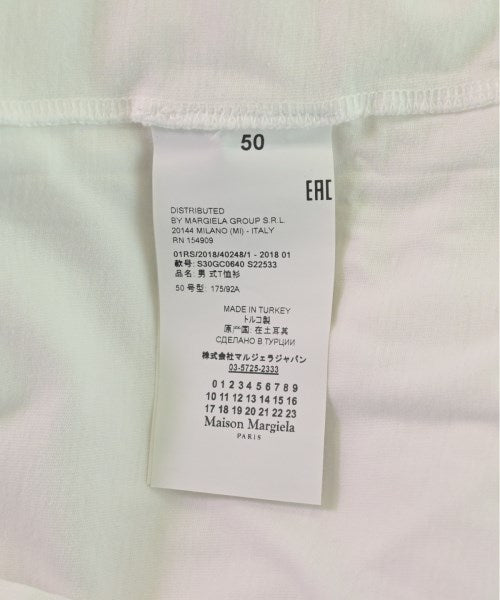 50
EAC
DISTRIBUTED
BY MARGIELA GROUP S.R.L.
20144 MILANO (MI) - ITALY
RN 154909
01RS/2018/40248/1 - 2018 01
款号: S30GC0640 S22533
品名: 男 式T恤衫
50 号型: 175/92A
MADE IN TURKEY
トルコ製
原产国: 在土耳其
СДЕЛАНО В ТУРЦИИ
株式会社マルジェラジャパン
03-5725-2333
0 1 2 3 4 5 6 7 8 9
10 11 12 13 14 15 16
17 18 19 20 21 22 23
Maison Margiela
PARIS